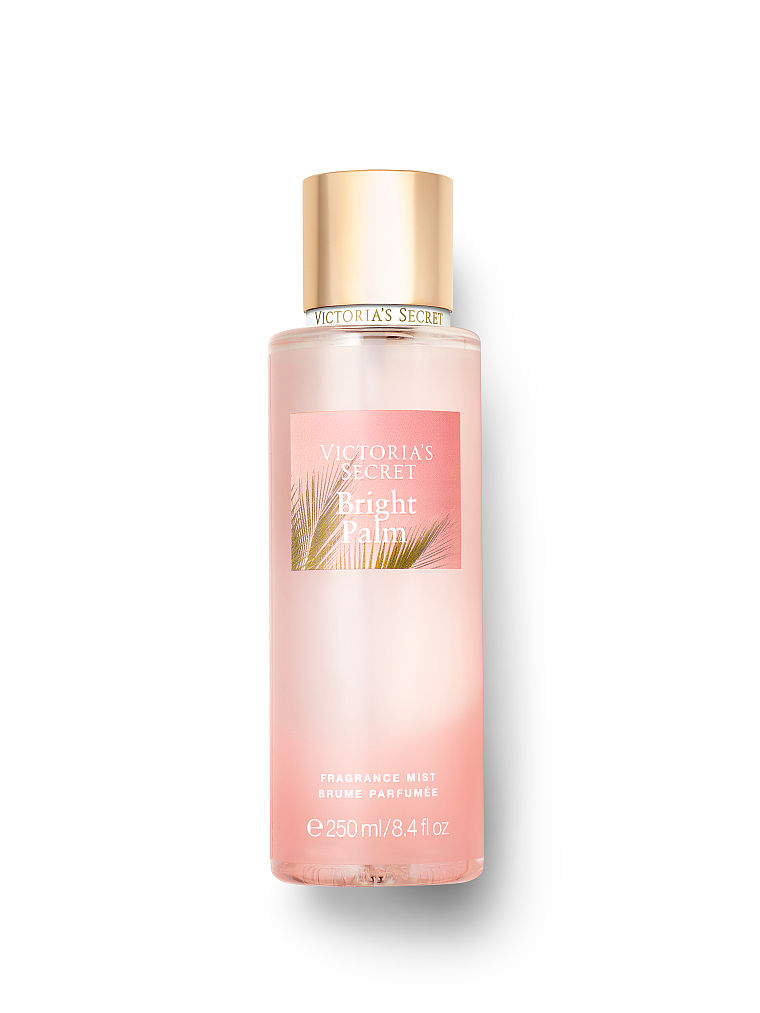 VICTORIA'S SECRET
VICTORIA'S
SECRET
Bright
Palm
FRAGRANCE MIST
BRUME PARFUMÉE
℮ 250 ml/8.4 fl oz